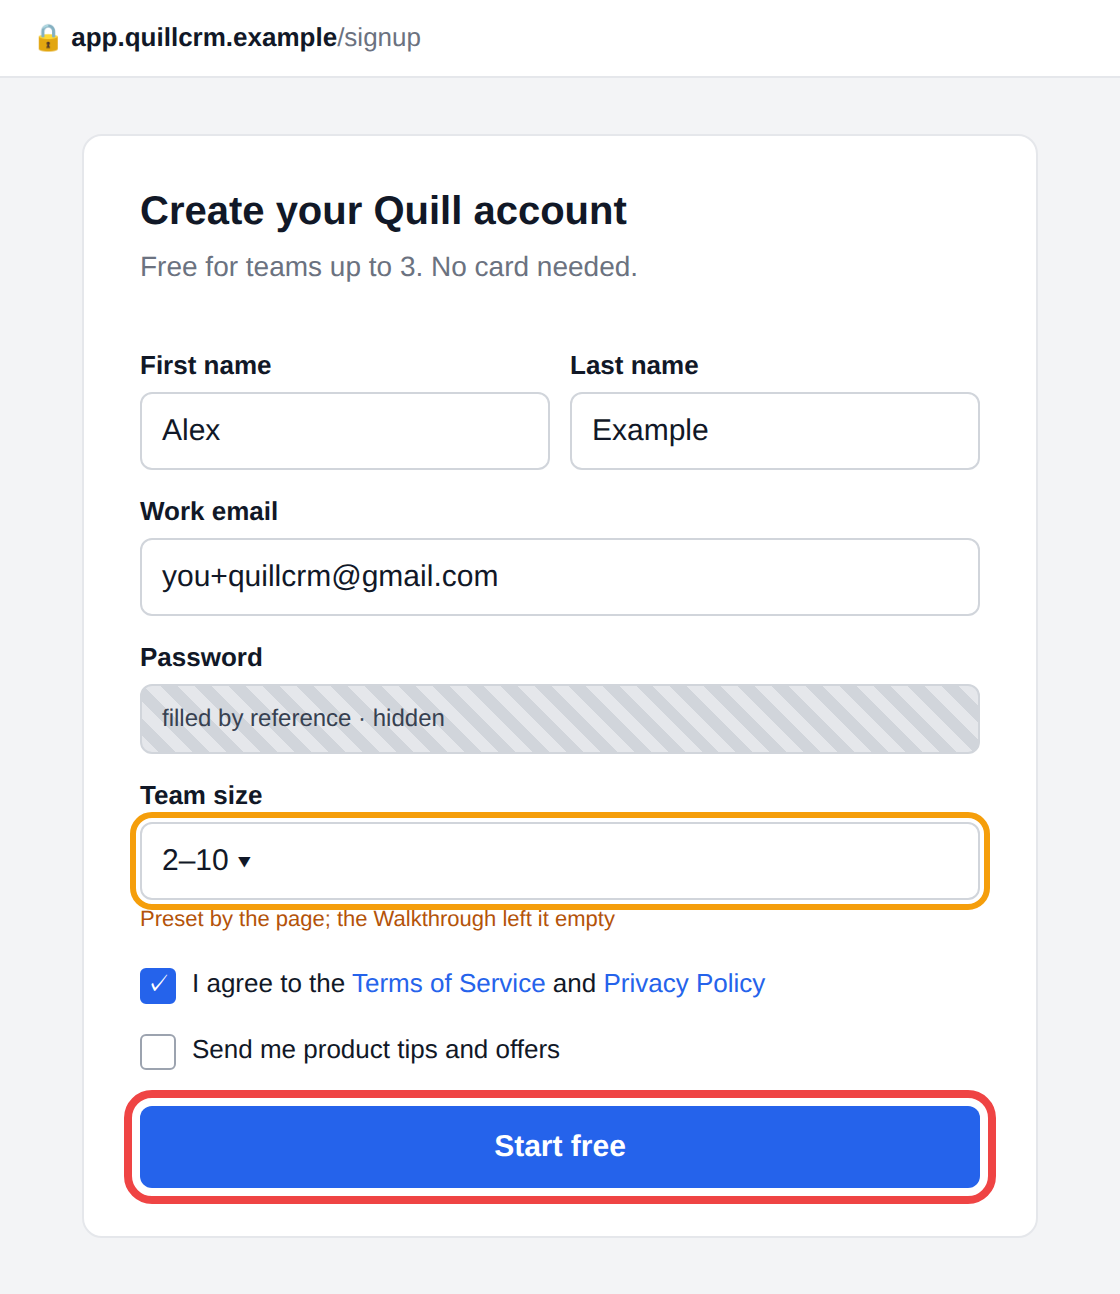 app.quillcrm.example/signup
Create your Quill account
Free for teams up to 3. No card needed.
First name
Last name
Alex
Example
Work email
you+quillcrm@gmail.com
Password
filled by reference · hidden
Team size
2–10 ▾
Preset by the page; the Walkthrough left it empty
✓ I agree to the Terms of Service and Privacy Policy
Send me product tips and offers
Start free